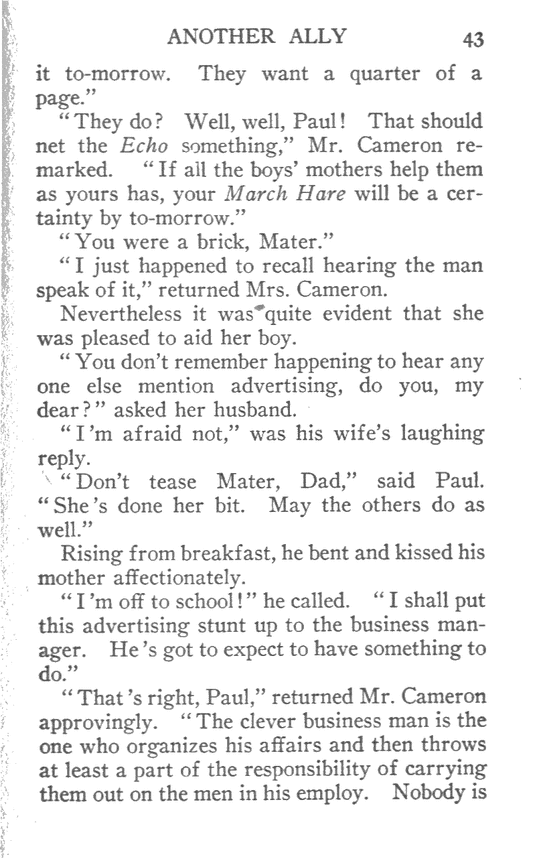 ANOTHER ALLY 43
it to-morrow. They want a quarter of a
page.”
“They do? Well, well, Paul! That should
net the Echo something,” Mr. Cameron re-
marked. “If all the boys’ mothers help them
as yours has, your March Hare will be a cer-
tainty by to-morrow.”
“You were a brick, Mater.”
“I just happened to recall hearing the man
speak of it,” returned Mrs. Cameron.
Nevertheless it was quite evident that she
was pleased to aid her boy.
“You don’t remember happening to hear any
one else mention advertising, do you, my
dear?” asked her husband.
“I’m afraid not,” was his wife’s laughing
reply.
“Don’t tease Mater, Dad,” said Paul.
“She’s done her bit. May the others do as
well.”
Rising from breakfast, he bent and kissed his
mother affectionately.
“I’m off to school!” he called. “I shall put
this advertising stunt up to the business man-
ager. He’s got to expect to have something to
do.”
“That’s right, Paul,” returned Mr. Cameron
approvingly. “The clever business man is the
one who organizes his affairs and then throws
at least a part of the responsibility of carrying
them out on the men in his employ. Nobody is